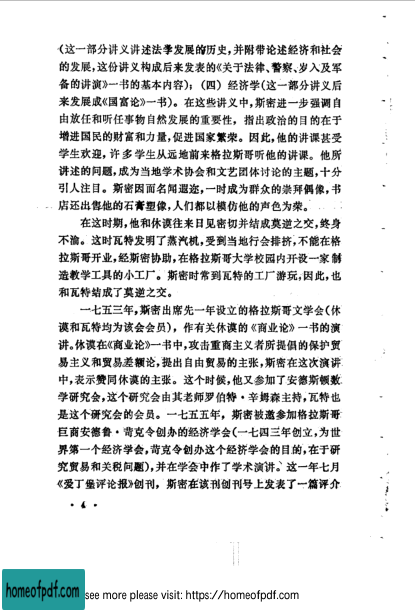 (这一部分讲义讲述法学发展的历史,并附带论述经济和社会
的发展,这份讲义构成后来发表的《关于法律、警察、岁入及军
备的讲演》一书的基本内容);(四)经济学(这一部分讲义后
来发展成《国富论》一书)。在这些讲义中,斯密进一步强调自
由放任和听任事物自然发展的重要性,指出政治的目的在于
增进国民的财富和力量,促进国家繁荣。因此,他的讲课甚受
学生欢迎,许多学生从远地前来格拉斯哥听他的讲课。他所
讲述的问题,成为当地学术协会和文艺团体讨论的主题,十分
引人注目。斯密因而名闻遐迩,一时成为群众的崇拜偶像,书
店还出售他的石膏塑像,人们都以模仿他的声色为荣。
在这时期,他和休谟往来日见密切并结成莫逆之交,终身
不渝。这时瓦特发明了蒸汽机,受到当地行会排挤,不能在格
拉斯哥开业,经斯密协助,在格拉斯哥大学校园内开设一家制
造教学工具的小工厂。斯密时常到瓦特的工厂游玩,因此,也
和瓦特结成了莫逆之交。
一七五三年,斯密出席先一年设立的格拉斯哥文学会(休
谟和瓦特均为该会会员),作有关休谟的《商业论》一书的演
讲。休谟在《商业论》一书中,攻击重商主义者所提倡的保护贸
易主义和贸易差额论,提出自由贸易的主张,斯密在这次演讲
中,表示赞同休谟的主张。这个时候,他又参加了安德斯顿数
学研究会,这个研究会由其老师罗伯特·辛姆森主持,瓦特也
是这个研究会的会员。一七五五年,斯密被邀参加格拉斯哥
巨商安德鲁·苛克令创办的经济学会(一七四三年创立,为世
界第一个经济学会,苛克令创办这个经济学会的目的,在于研
究贸易和关税问题),并在学会中作了学术演讲。这一年七月
《爱丁堡评论报》创刊,斯密在该刊创刊号上发表了一篇评介
· 4 ·
homeofpdf.com see more please visit: https://homeofpdf.com